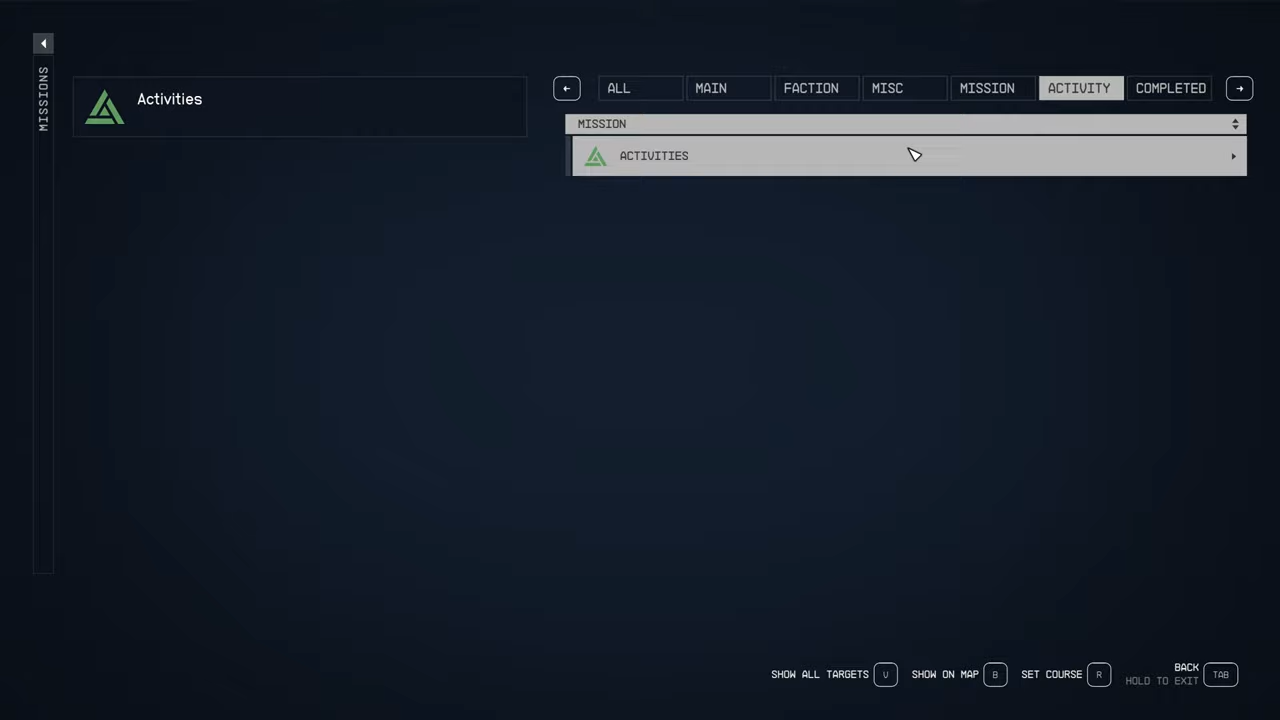 MISSIONS
Activities
ALL
MAIN
FACTION
MISC
MISSION
ACTIVITY
COMPLETED
MISSION
ACTIVITIES
SHOW ALL TARGETS V
SHOW ON MAP B
SET COURSE R
BACK
HOLD TO EXIT
TAB